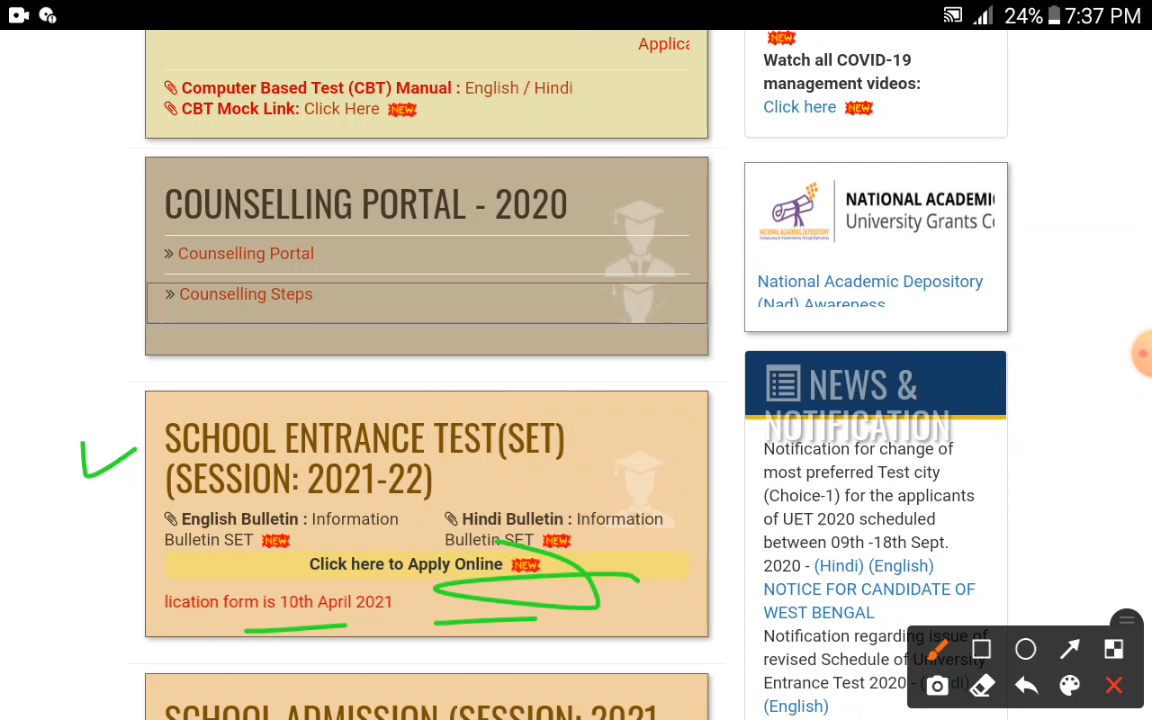 24% 7:37 PM
Applica
Computer Based Test (CBT) Manual : English / Hindi
CBT Mock Link: Click Here NEW
COUNSELLING PORTAL - 2020
» Counselling Portal
» Counselling Steps
SCHOOL ENTRANCE TEST(SET)
(SESSION: 2021-22)
English Bulletin : Information
Bulletin SET NEW
Hindi Bulletin : Information
Bulletin SET NEW
Click here to Apply Online NEW
lication form is 10th April 2021
SCHOOL ADMISSION (SESSION: 2021
NEW
Watch all COVID-19
management videos:
Click here NEW
NATIONAL ACADEMI
University Grants Co
NATIONAL ACADEMIC DEPOSITORY
National Academic Depository
(Nad) Awareness
NEWS &
NOTIFICATION
Notification for change of
most preferred Test city
(Choice-1) for the applicants
of UET 2020 scheduled
between 09th -18th Sept.
2020 - (Hindi) (English)
NOTICE FOR CANDIDATE OF
WEST BENGAL
Notification regarding issue of
revised Schedule of University
Entrance Test 2020 - (Hindi)
(English)